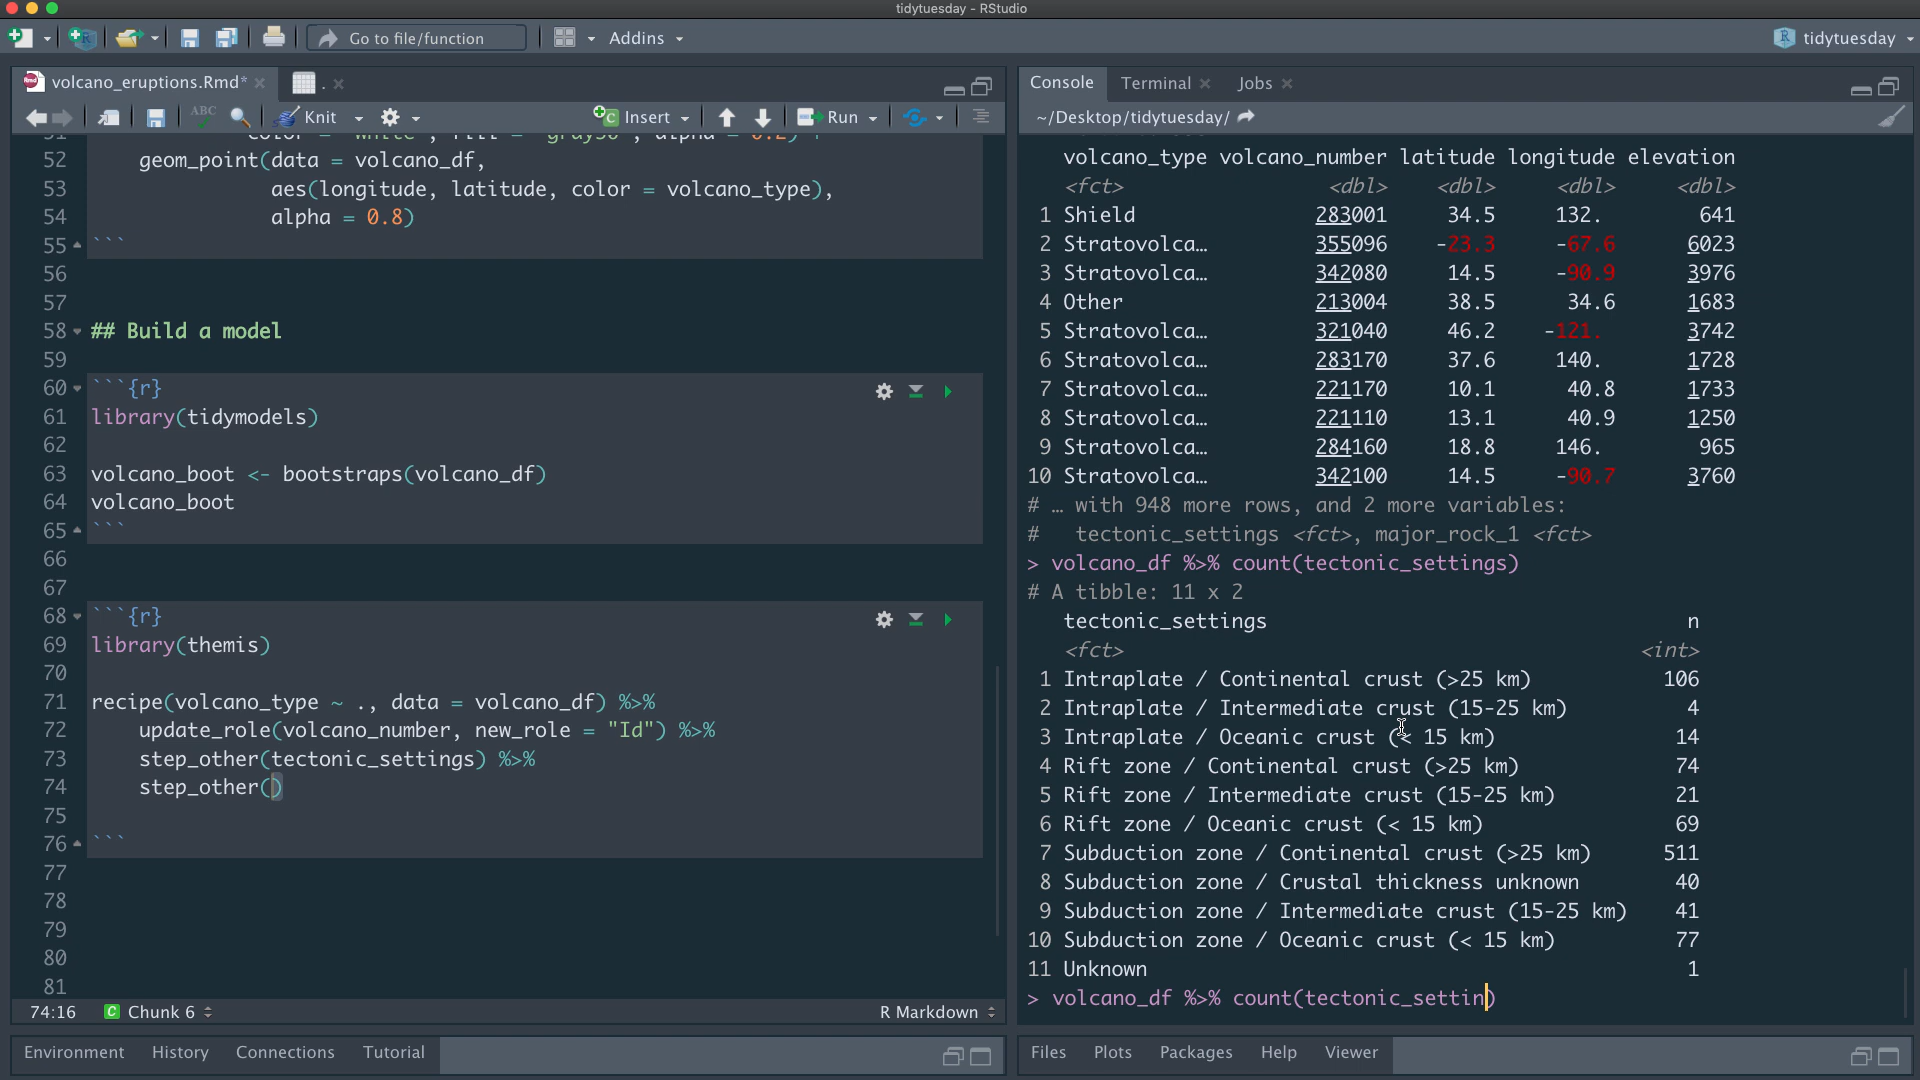 tidytuesday - RStudio
Go to file/function
Addins
tidytuesday
volcano_eruptions.Rmd*
.
ABC
Knit
Insert
Run
52 geom_point(data = volcano_df,
53 aes(longitude, latitude, color = volcano_type),
54 alpha = 0.8)
55 ```
56
57
58 ## Build a model
59
60 ```{r}
61 library(tidymodels)
62
63 volcano_boot <- bootstraps(volcano_df)
64 volcano_boot
65 ```
66
67
68 ```{r}
69 library(themis)
70
71 recipe(volcano_type ~ ., data = volcano_df) %>%
72 update_role(volcano_number, new_role = "Id") %>%
73 step_other(tectonic_settings) %>%
74 step_other()
75
76 ```
77
78
79
80
81
74:16
C Chunk 6
R Markdown
Environment History Connections Tutorial
Console Terminal Jobs
~/Desktop/tidytuesday/
volcano_type volcano_number latitude longitude elevation
<fct> <dbl> <dbl> <dbl> <dbl>
1 Shield 283001 34.5 132. 641
2 Stratovolca… 355096 -23.3 -67.6 6023
3 Stratovolca… 342080 14.5 -90.9 3976
4 Other 213004 38.5 34.6 1683
5 Stratovolca… 321040 46.2 -121. 3742
6 Stratovolca… 283170 37.6 140. 1728
7 Stratovolca… 221170 10.1 40.8 1733
8 Stratovolca… 221110 13.1 40.9 1250
9 Stratovolca… 284160 18.8 146. 965
10 Stratovolca… 342100 14.5 -90.7 3760
# … with 948 more rows, and 2 more variables:
# tectonic_settings <fct>, major_rock_1 <fct>
> volcano_df %>% count(tectonic_settings)
# A tibble: 11 x 2
tectonic_settings n
<fct> <int>
1 Intraplate / Continental crust (>25 km) 106
2 Intraplate / Intermediate crust (15-25 km) 4
3 Intraplate / Oceanic crust (< 15 km) 14
4 Rift zone / Continental crust (>25 km) 74
5 Rift zone / Intermediate crust (15-25 km) 21
6 Rift zone / Oceanic crust (< 15 km) 69
7 Subduction zone / Continental crust (>25 km) 511
8 Subduction zone / Crustal thickness unknown 40
9 Subduction zone / Intermediate crust (15-25 km) 41
10 Subduction zone / Oceanic crust (< 15 km) 77
11 Unknown 1
> volcano_df %>% count(tectonic_settin)
Files Plots Packages Help Viewer